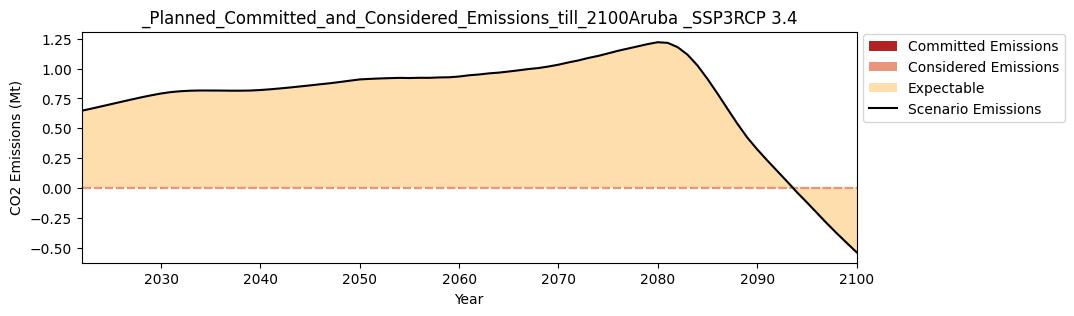 _Planned_Committed_and_Considered_Emissions_till_2100Aruba _SSP3RCP 3.4
1.25
1.00
0.75
0.50
0.25
0.00
−0.25
−0.50
CO2 Emissions (Mt)
2030 2040 2050 2060 2070 2080 2090 2100
Year
Committed Emissions
Considered Emissions
Expectable
Scenario Emissions